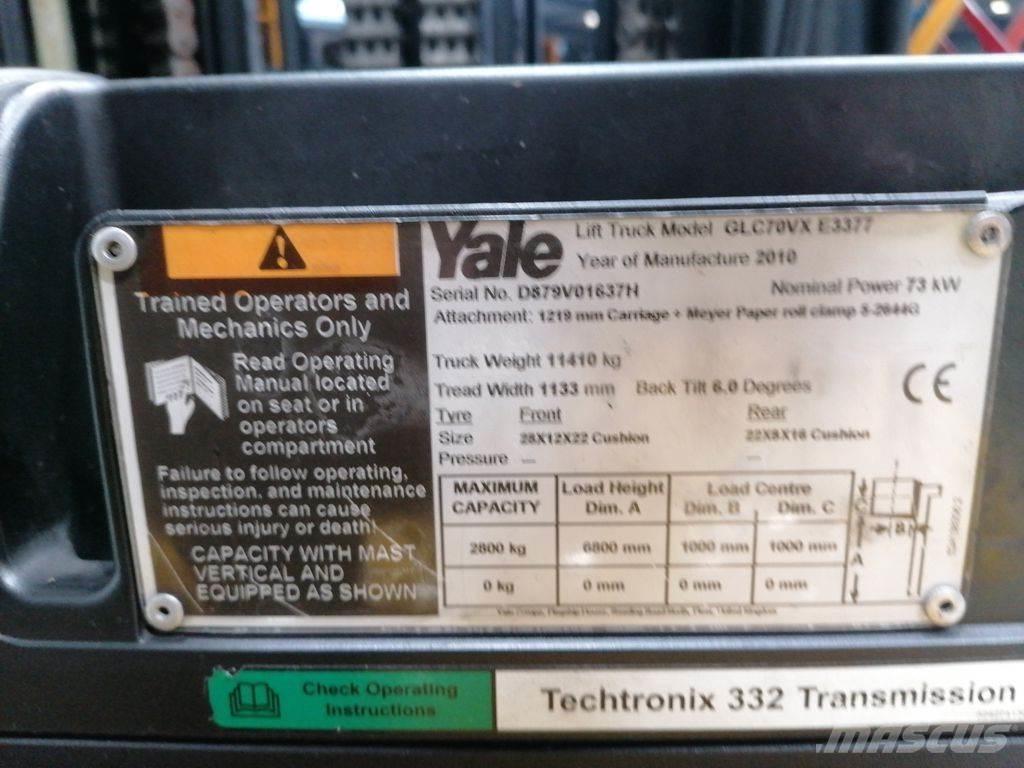 Trained Operators and
Mechanics Only
Read Operating
Manual located
on seat or in
operators
compartment
Failure to follow operating,
inspection, and maintenance
instructions can cause
serious injury or death!
CAPACITY WITH MAST
VERTICAL AND
EQUIPPED AS SHOWN
Yale
Lift Truck Model GLC70VX E3377
Year of Manufacture 2010
Serial No. D879V01637H Nominal Power 73 kW
Attachment: 1219 mm Carriage + Meyer Paper roll clamp 5-2644G
Truck Weight 11410 kg
Tread Width 1133 mm Back Tilt 6.0 Degrees
CE
Tyre Front Rear
Size 28X12X22 Cushion 22X8X16 Cushion
Pressure — —
MAXIMUM CAPACITY Load Height Dim. A Load Centre Dim. B Dim. C
2800 kg 6800 mm 1000 mm 1000 mm
0 kg 0 mm 0 mm 0 mm
C
B
A
Check Operating
Instructions
Techtronix 332 Transmission
MASCUS